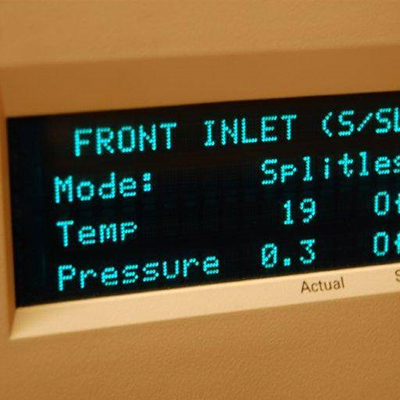 FRONT INLET (S/SL
Mode: Splitles
Temp 19 Of
Pressure 0.3 Of
Actual S